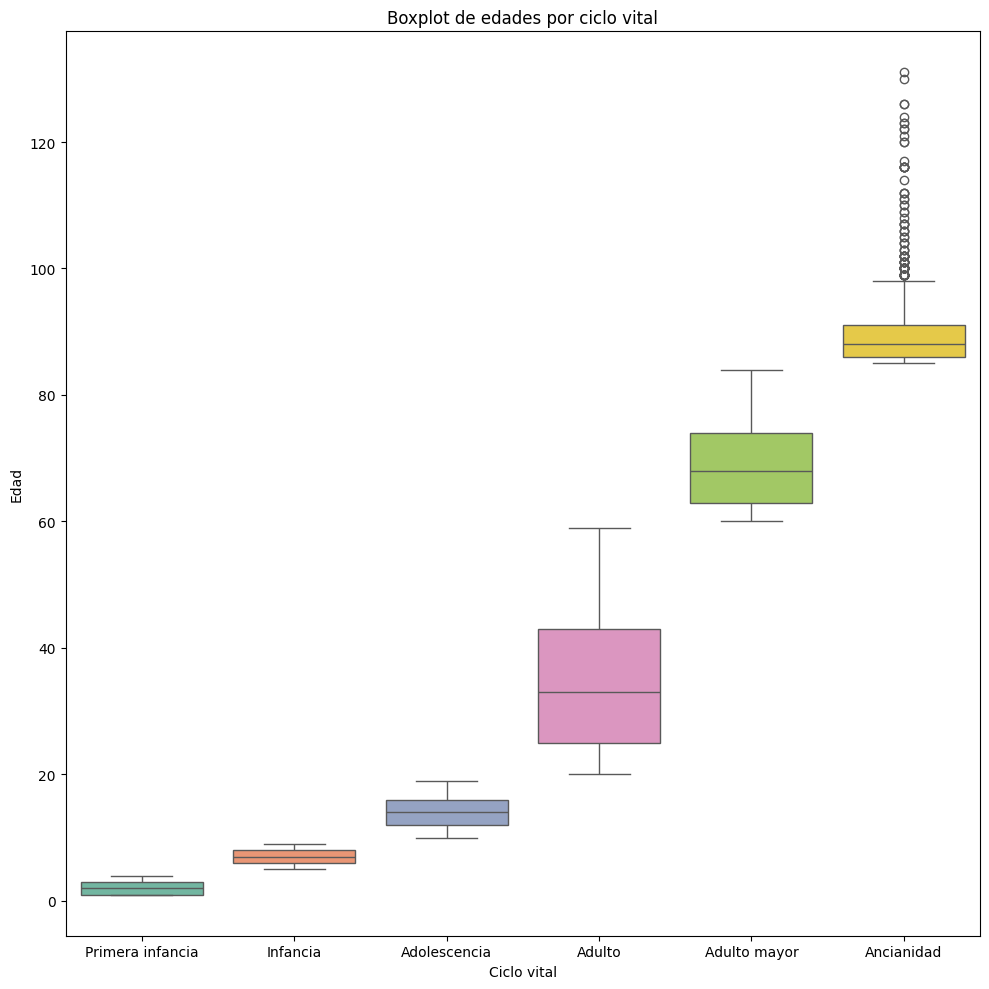 Boxplot de edades por ciclo vital
120
100
80
60
40
20
0
Edad
Primera infancia
Infancia
Adolescencia
Adulto
Adulto mayor
Ancianidad
Ciclo vital